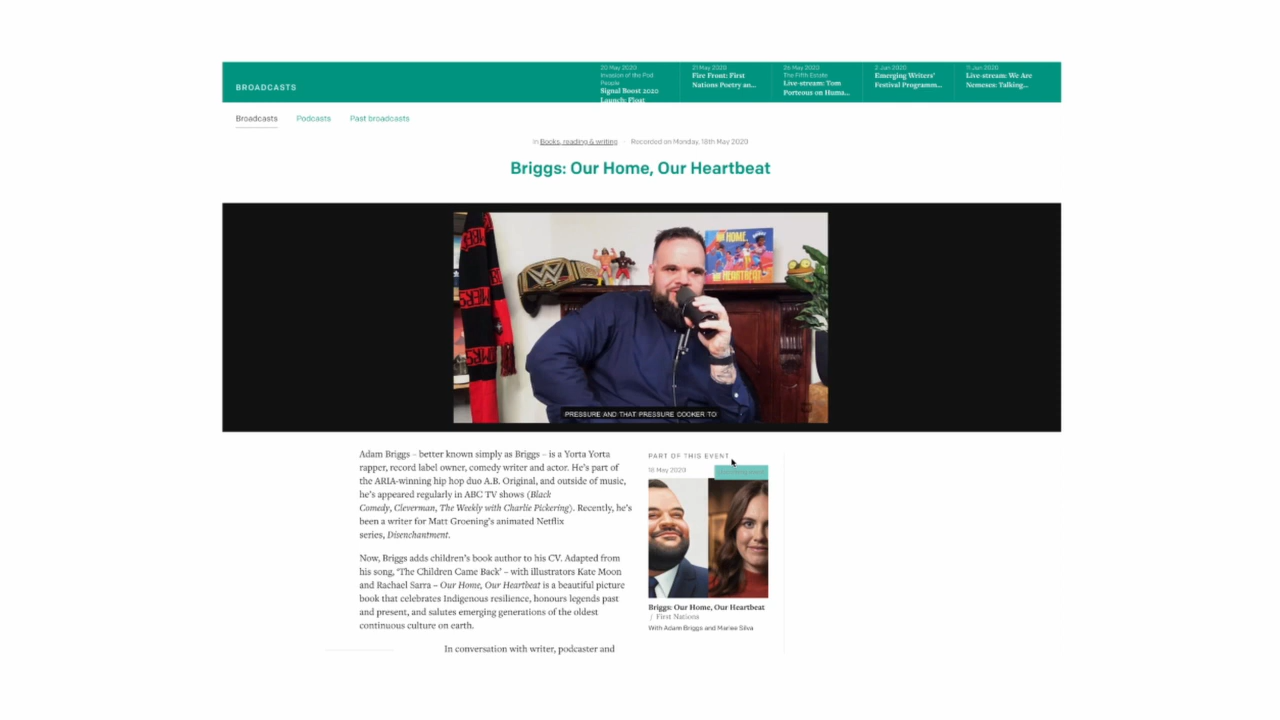 BROADCASTS
20 May 2020
Invasion of the Pod
People
Signal Boost 2020
Launch: Float
21 May 2020
Fire Front: First
Nations Poetry an...
26 May 2020
The Fifth Estate
Live-stream: Tom
Porteous on Huma...
2 Jun 2020
Emerging Writers'
Festival Programm...
11 Jun 2020
Live-stream: We Are
Nemeses: Talking...
Broadcasts Podcasts Past broadcasts
In Books, reading & writing · Recorded on Monday, 18th May 2020
Briggs: Our Home, Our Heartbeat
HOME,
HEARTBEAT
PRESSURE AND THAT PRESSURE COOKER TO
Adam Briggs – better known simply as Briggs – is a Yorta Yorta
rapper, record label owner, comedy writer and actor. He's part of
the ARIA-winning hip hop duo A.B. Original, and outside of music,
he's appeared regularly in ABC TV shows (Black
Comedy, Cleverman, The Weekly with Charlie Pickering). Recently, he's
been a writer for Matt Groening's animated Netflix
series, Disenchantment.
Now, Briggs adds children's book author to his CV. Adapted from
his song, 'The Children Came Back' – with illustrators Kate Moon
and Rachael Sarra – Our Home, Our Heartbeat is a beautiful picture
book that celebrates Indigenous resilience, honours legends past
and present, and salutes emerging generations of the oldest
continuous culture on earth.
In conversation with writer, podcaster and
PART OF THIS EVENT
18 May 2020
Briggs: Our Home, Our Heartbeat
/ First Nations
With Adam Briggs and Marisa Silva